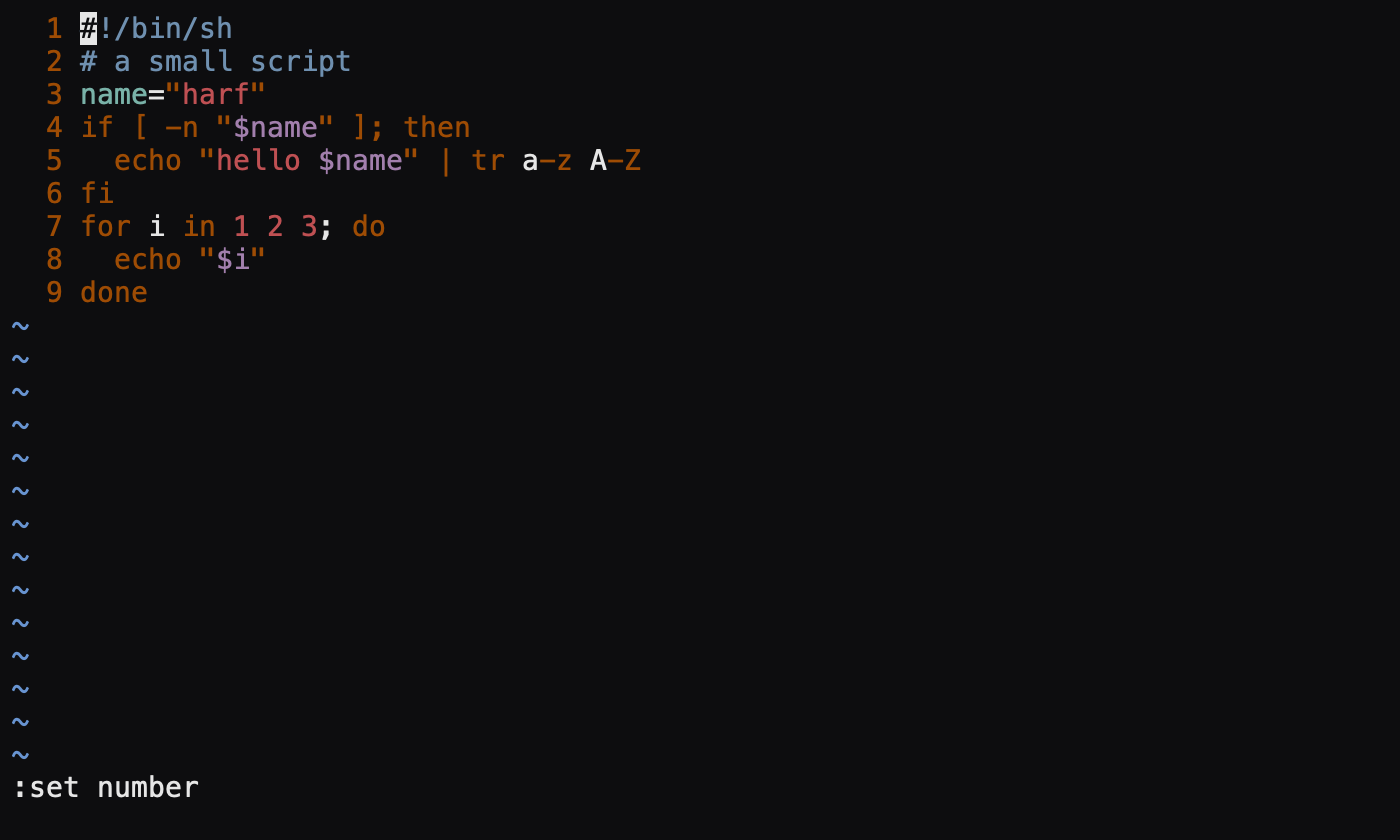 1 #!/bin/sh
2 # a small script
3 name="harf"
4 if [ -n "$name" ]; then
5   echo "hello $name" | tr a-z A-Z
6 fi
7 for i in 1 2 3; do
8   echo "$i"
9 done
~
~
~
~
~
~
~
~
~
~
~
~
~
~
:set number